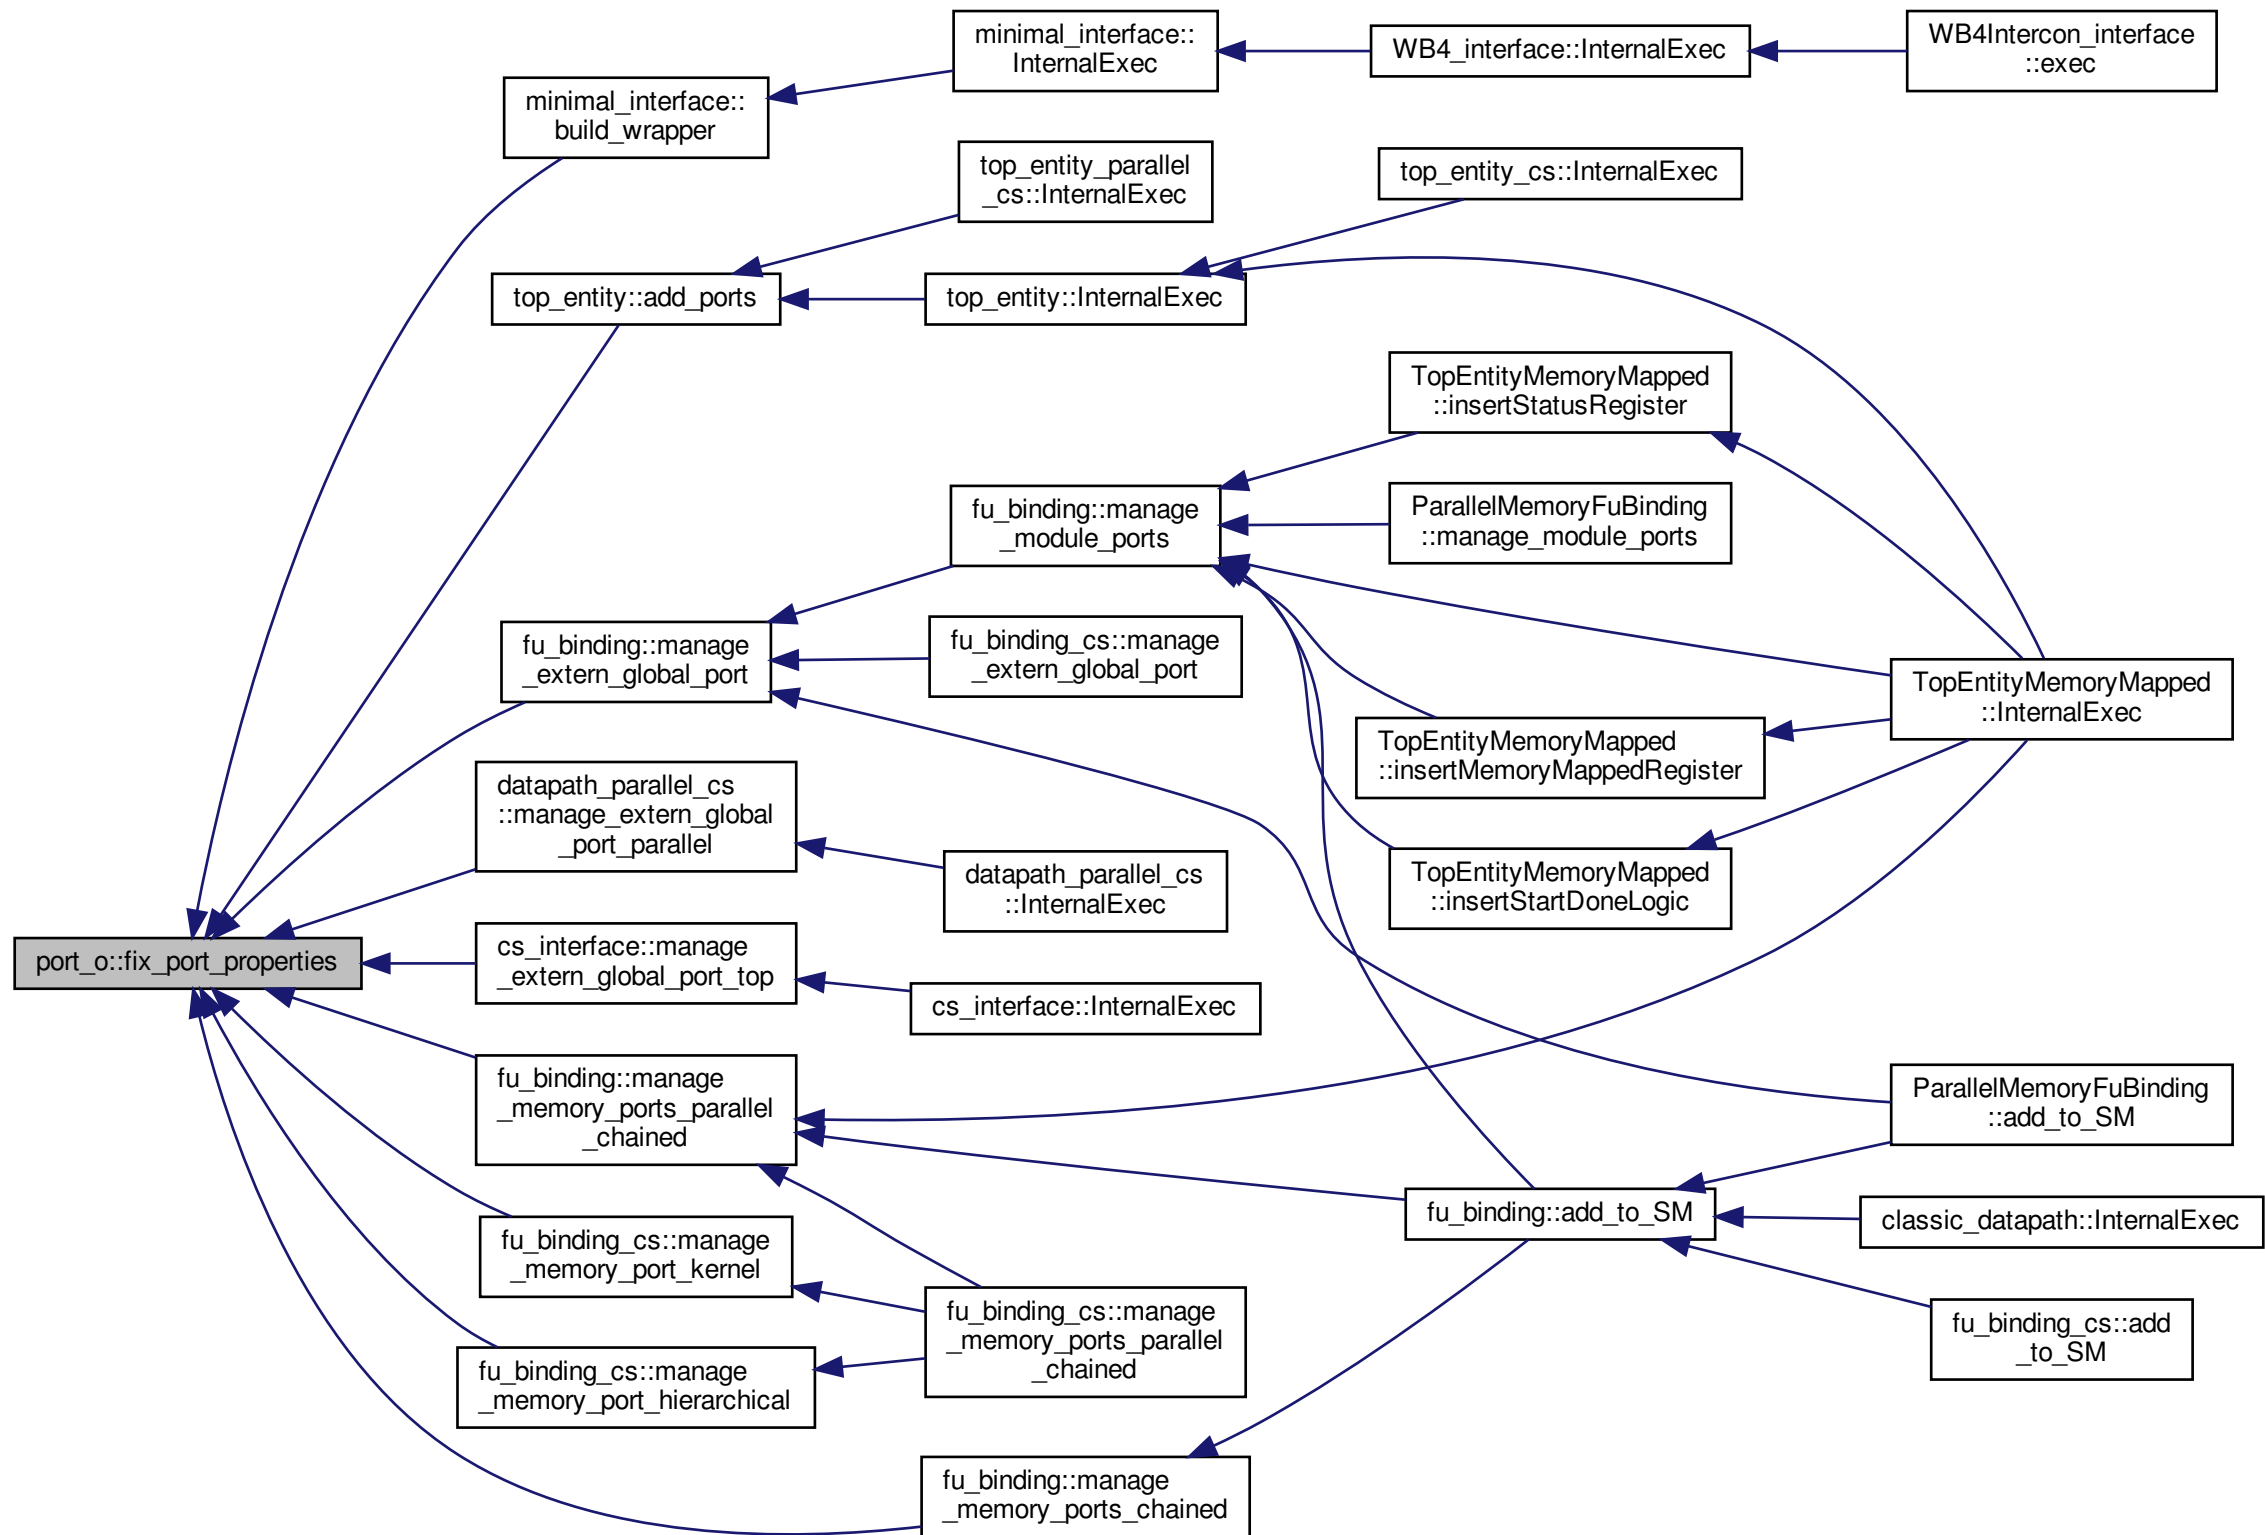 minimal_interface::
InternalExec
WB4_interface::InternalExec
WB4Intercon_interface
::exec
minimal_interface::
build_wrapper
top_entity_parallel
_cs::InternalExec
top_entity_cs::InternalExec
top_entity::add_ports
top_entity::InternalExec
TopEntityMemoryMapped
::insertStatusRegister
fu_binding::manage
_module_ports
ParallelMemoryFuBinding
::manage_module_ports
fu_binding::manage
_extern_global_port
fu_binding_cs::manage
_extern_global_port
TopEntityMemoryMapped
::InternalExec
TopEntityMemoryMapped
::insertMemoryMappedRegister
datapath_parallel_cs
::manage_extern_global
_port_parallel
datapath_parallel_cs
::InternalExec
TopEntityMemoryMapped
::insertStartDoneLogic
port_o::fix_port_properties
cs_interface::manage
_extern_global_port_top
cs_interface::InternalExec
fu_binding::manage
_memory_ports_parallel
_chained
ParallelMemoryFuBinding
::add_to_SM
fu_binding::add_to_SM
classic_datapath::InternalExec
fu_binding_cs::manage
_memory_port_kernel
fu_binding_cs::manage
_memory_ports_parallel
_chained
fu_binding_cs::add
_to_SM
fu_binding_cs::manage
_memory_port_hierarchical
fu_binding::manage
_memory_ports_chained